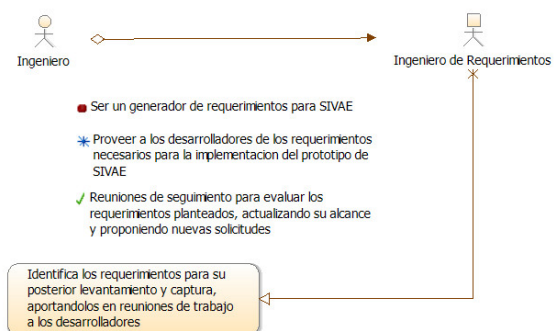 Ingeniero
Ingeniero de Requerimientos
Ser un generador de requerimientos para SIVAE
Proveer a los desarrolladores de los requerimientos
necesarios para la implementacion del prototipo de
SIVAE
Reuniones de seguimiento para evaluar los
requerimientos planteados, actualizando su alcance
y proponiendo nuevas solicitudes
Identifica los requerimientos para su
posterior levantamiento y captura,
aportandolos en reuniones de trabajo
a los desarrolladores